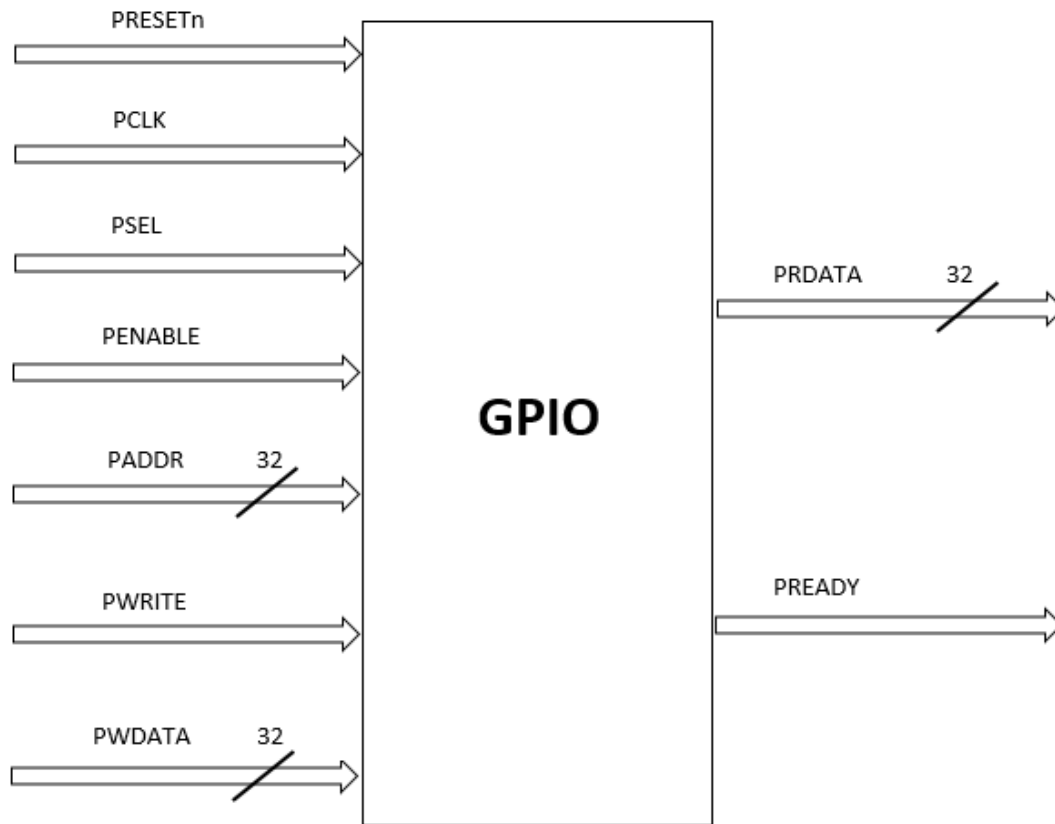 PRESETn
PCLK
PSEL
PENABLE
PADDR 32
PWRITE
PWDATA 32
GPIO
PRDATA 32
PREADY